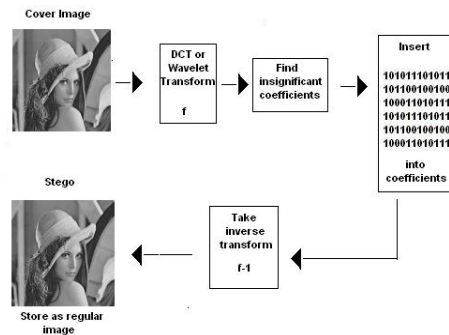 Cover Image
DCT or
Wavelet
Transform
f
Find
insignificant
coefficients
Insert
101011101011
101100100100
100011010111
101011101011
101100100100
100011010111
into
coefficients
Take
inverse
transform
f-1
Stego
Store as regular
image